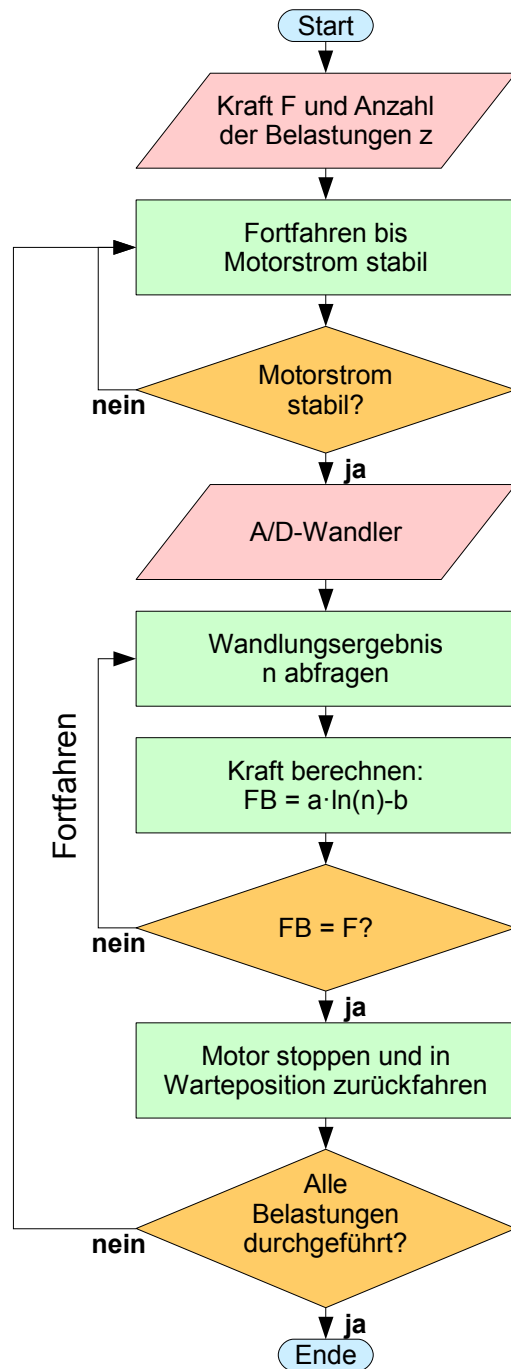 Start
Kraft F und Anzahl
der Belastungen z
Fortfahren bis
Motorstrom stabil
Motorstrom
stabil?
nein
ja
A/D-Wandler
Wandlungsergebnis
n abfragen
Fortfahren
Kraft berechnen:
FB = a·ln(n)-b
FB = F?
nein
ja
Motor stoppen und in
Warteposition zurückfahren
Alle
Belastungen
durchgeführt?
nein
ja
Ende